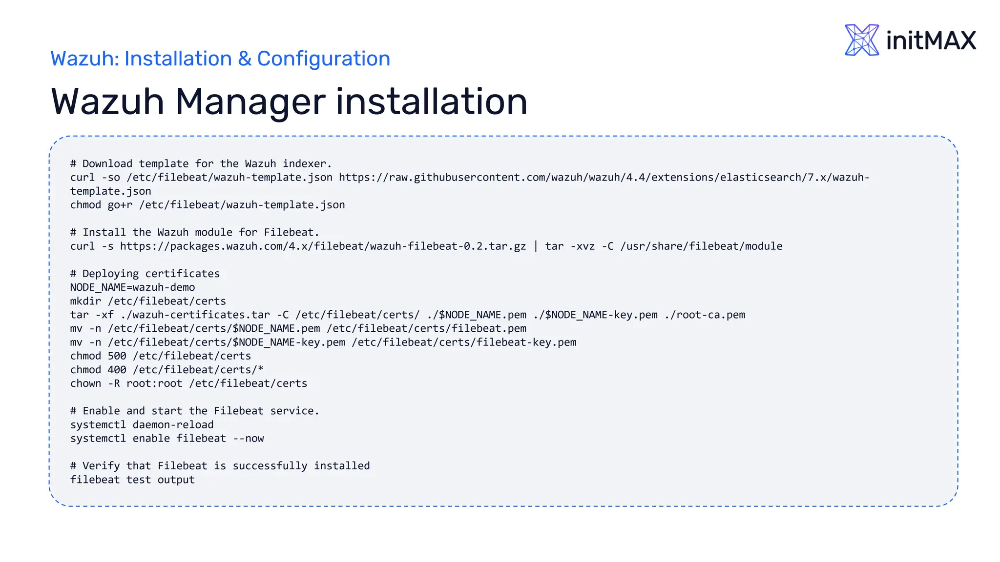 initMAX
Wazuh: Installation & Configuration
Wazuh Manager installation
# Download template for the Wazuh indexer.
curl -so /etc/filebeat/wazuh-template.json https://raw.githubusercontent.com/wazuh/wazuh/4.4/extensions/elasticsearch/7.x/wazuh-
template.json
chmod go+r /etc/filebeat/wazuh-template.json
# Install the Wazuh module for Filebeat.
curl -s https://packages.wazuh.com/4.x/filebeat/wazuh-filebeat-0.2.tar.gz | tar -xvz -C /usr/share/filebeat/module
# Deploying certificates
NODE_NAME=wazuh-demo
mkdir /etc/filebeat/certs
tar -xf ./wazuh-certificates.tar -C /etc/filebeat/certs/ ./$NODE_NAME.pem ./$NODE_NAME-key.pem ./root-ca.pem
mv -n /etc/filebeat/certs/$NODE_NAME.pem /etc/filebeat/certs/filebeat.pem
mv -n /etc/filebeat/certs/$NODE_NAME-key.pem /etc/filebeat/certs/filebeat-key.pem
chmod 500 /etc/filebeat/certs
chmod 400 /etc/filebeat/certs/*
chown -R root:root /etc/filebeat/certs
# Enable and start the Filebeat service.
systemctl daemon-reload
systemctl enable filebeat --now
# Verify that Filebeat is successfully installed
filebeat test output